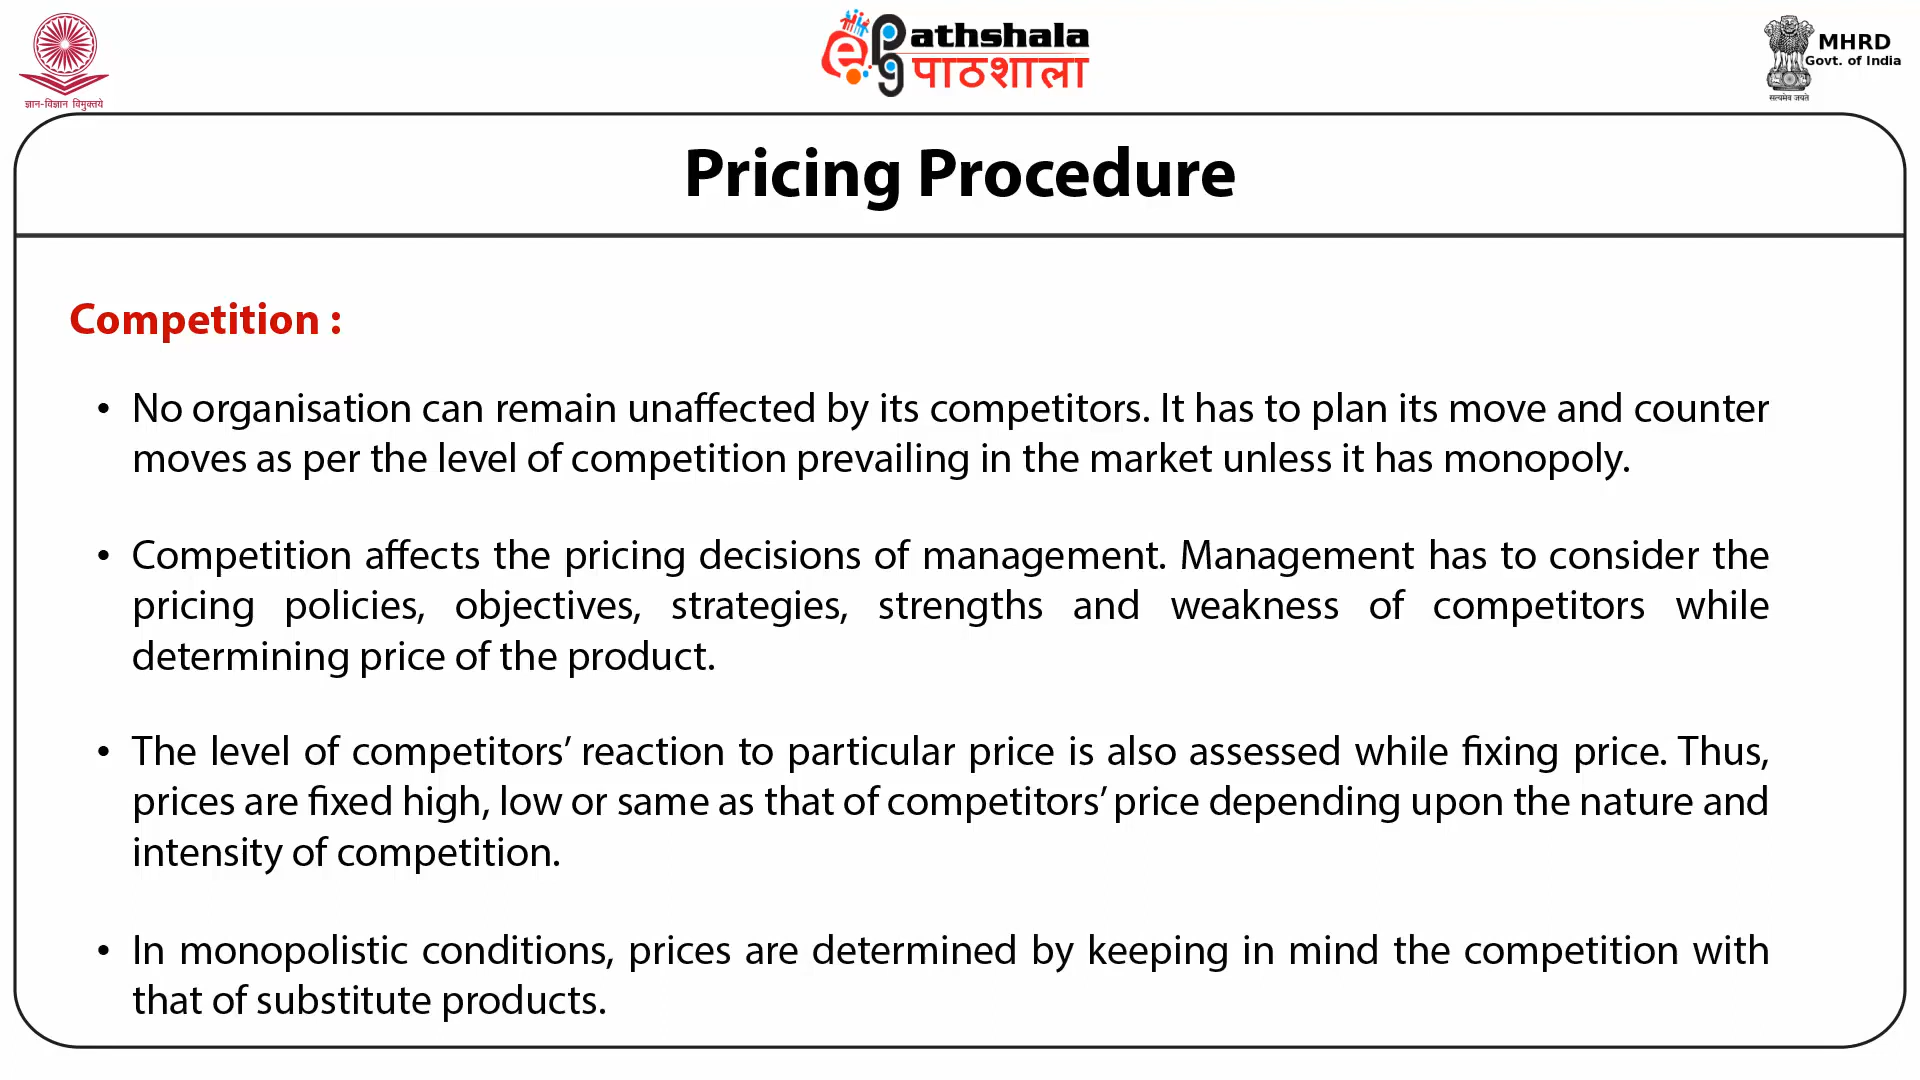 ज्ञान-विज्ञान विमुक्तये
e PG athshala
पाठशाला
MHRD
Govt. of India
सत्यमेव जयते
Pricing Procedure
Competition :
• No organisation can remain unaffected by its competitors. It has to plan its move and counter
moves as per the level of competition prevailing in the market unless it has monopoly.
• Competition affects the pricing decisions of management. Management has to consider the
pricing policies, objectives, strategies, strengths and weakness of competitors while
determining price of the product.
• The level of competitors’ reaction to particular price is also assessed while fixing price. Thus,
prices are fixed high, low or same as that of competitors’ price depending upon the nature and
intensity of competition.
• In monopolistic conditions, prices are determined by keeping in mind the competition with
that of substitute products.